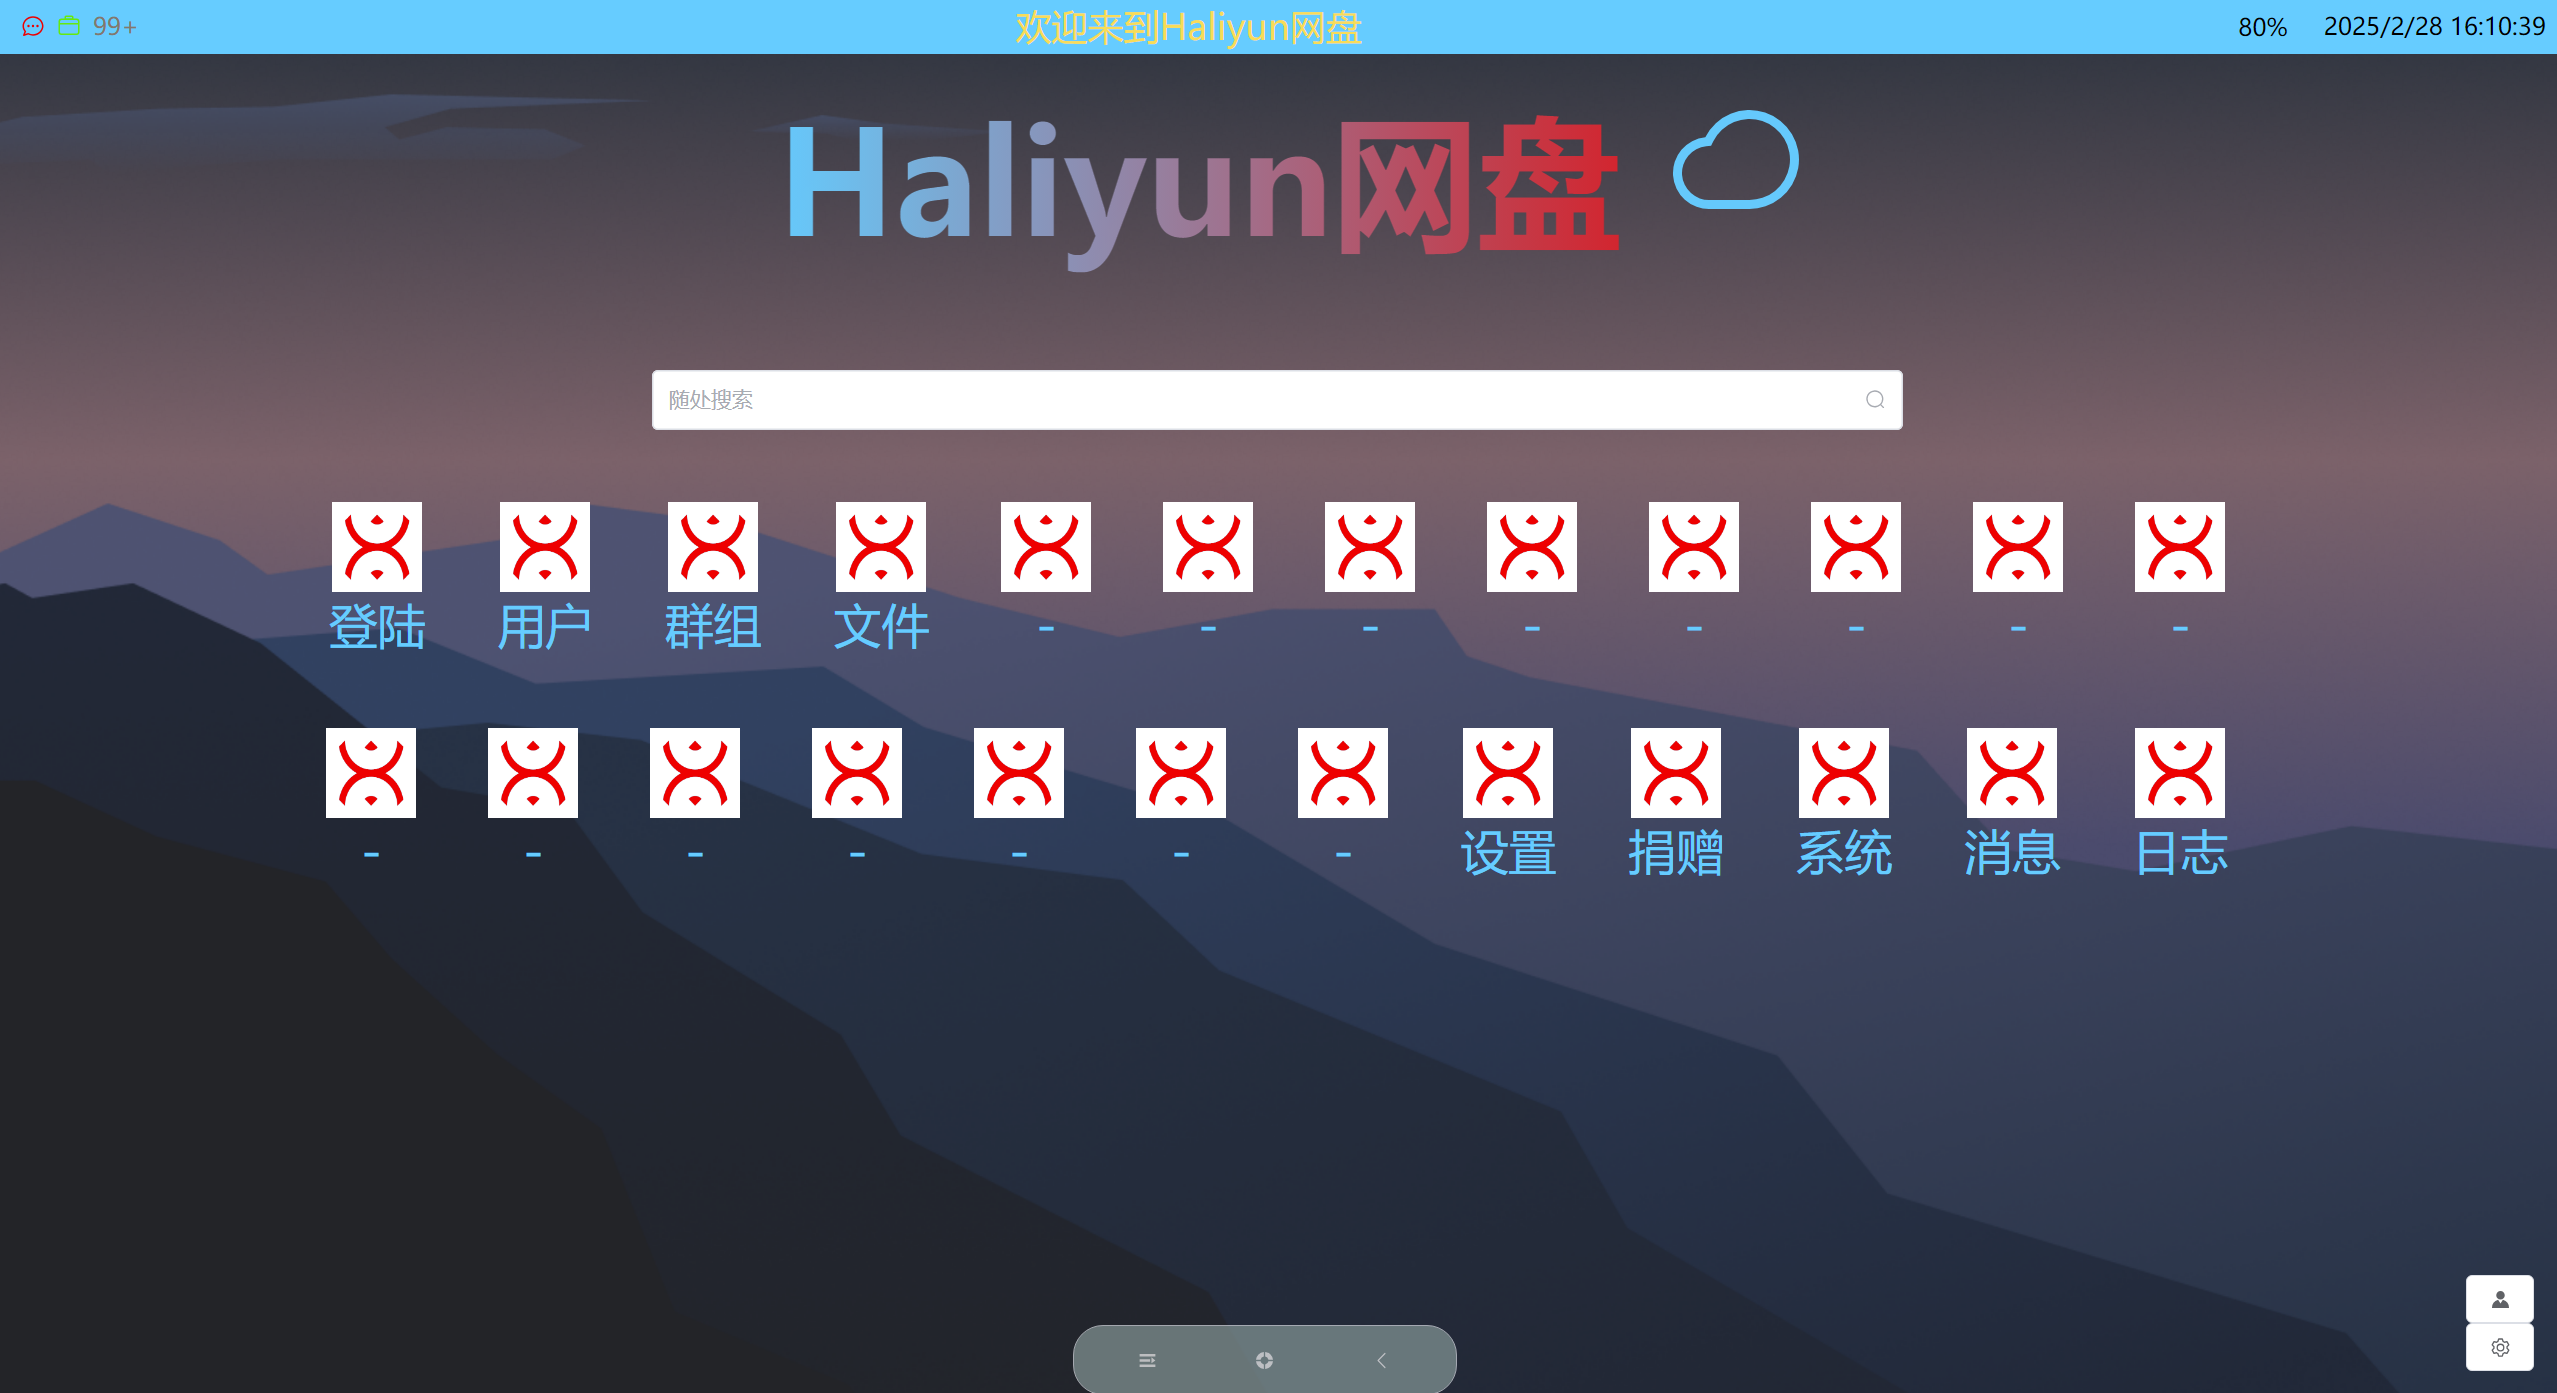 99+
欢迎来到Haliyun网盘
80%
2025/2/28 16:10:39
Haliyun网盘
随处搜索
登陆 用户 群组 文件 - - - - - - - -
- - - - - - - 设置 捐赠 系统 消息 日志